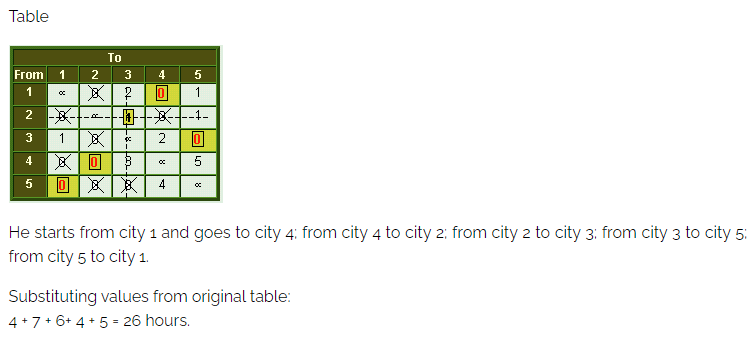 Table
To
From 1 2 3 4 5
1 ∝ 0 2 0 1
2 0 ∝ 1 0 1
3 1 0 ∝ 2 0
4 0 0 3 ∝ 5
5 0 0 0 4 ∝
He starts from city 1 and goes to city 4; from city 4 to city 2; from city 2 to city 3; from city 3 to city 5;
from city 5 to city 1.
Substituting values from original table:
4 + 7 + 6+ 4 + 5 = 26 hours.